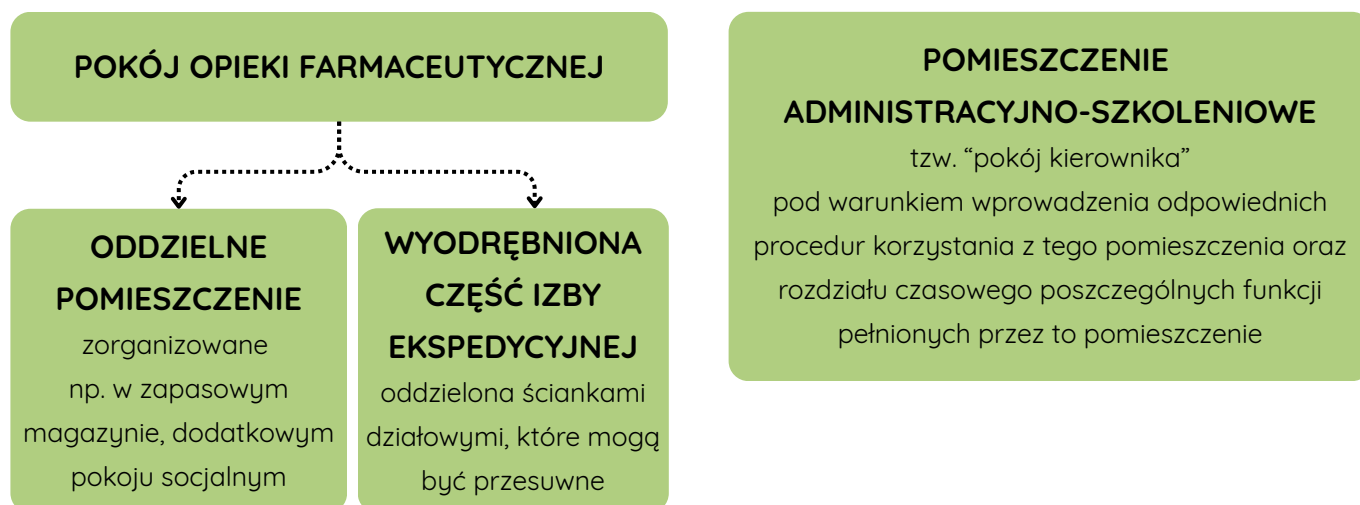 POKÓJ OPIEKI FARMACEUTYCZNEJ
ODDZIELNE
POMIESZCZENIE
zorganizowane
np. w zapasowym
magazynie, dodatkowym
pokoju socjalnym
WYODRĘBNIONA
CZĘŚĆ IZBY
EKSPEDYCYJNEJ
oddzielona ściankami
działowymi, które mogą
być przesuwne
POMIESZCZENIE
ADMINISTRACYJNO-SZKOLENIOWE
tzw. “pokój kierownika”
pod warunkiem wprowadzenia odpowiednich
procedur korzystania z tego pomieszczenia oraz
rozdziału czasowego poszczególnych funkcji
pełnionych przez to pomieszczenie